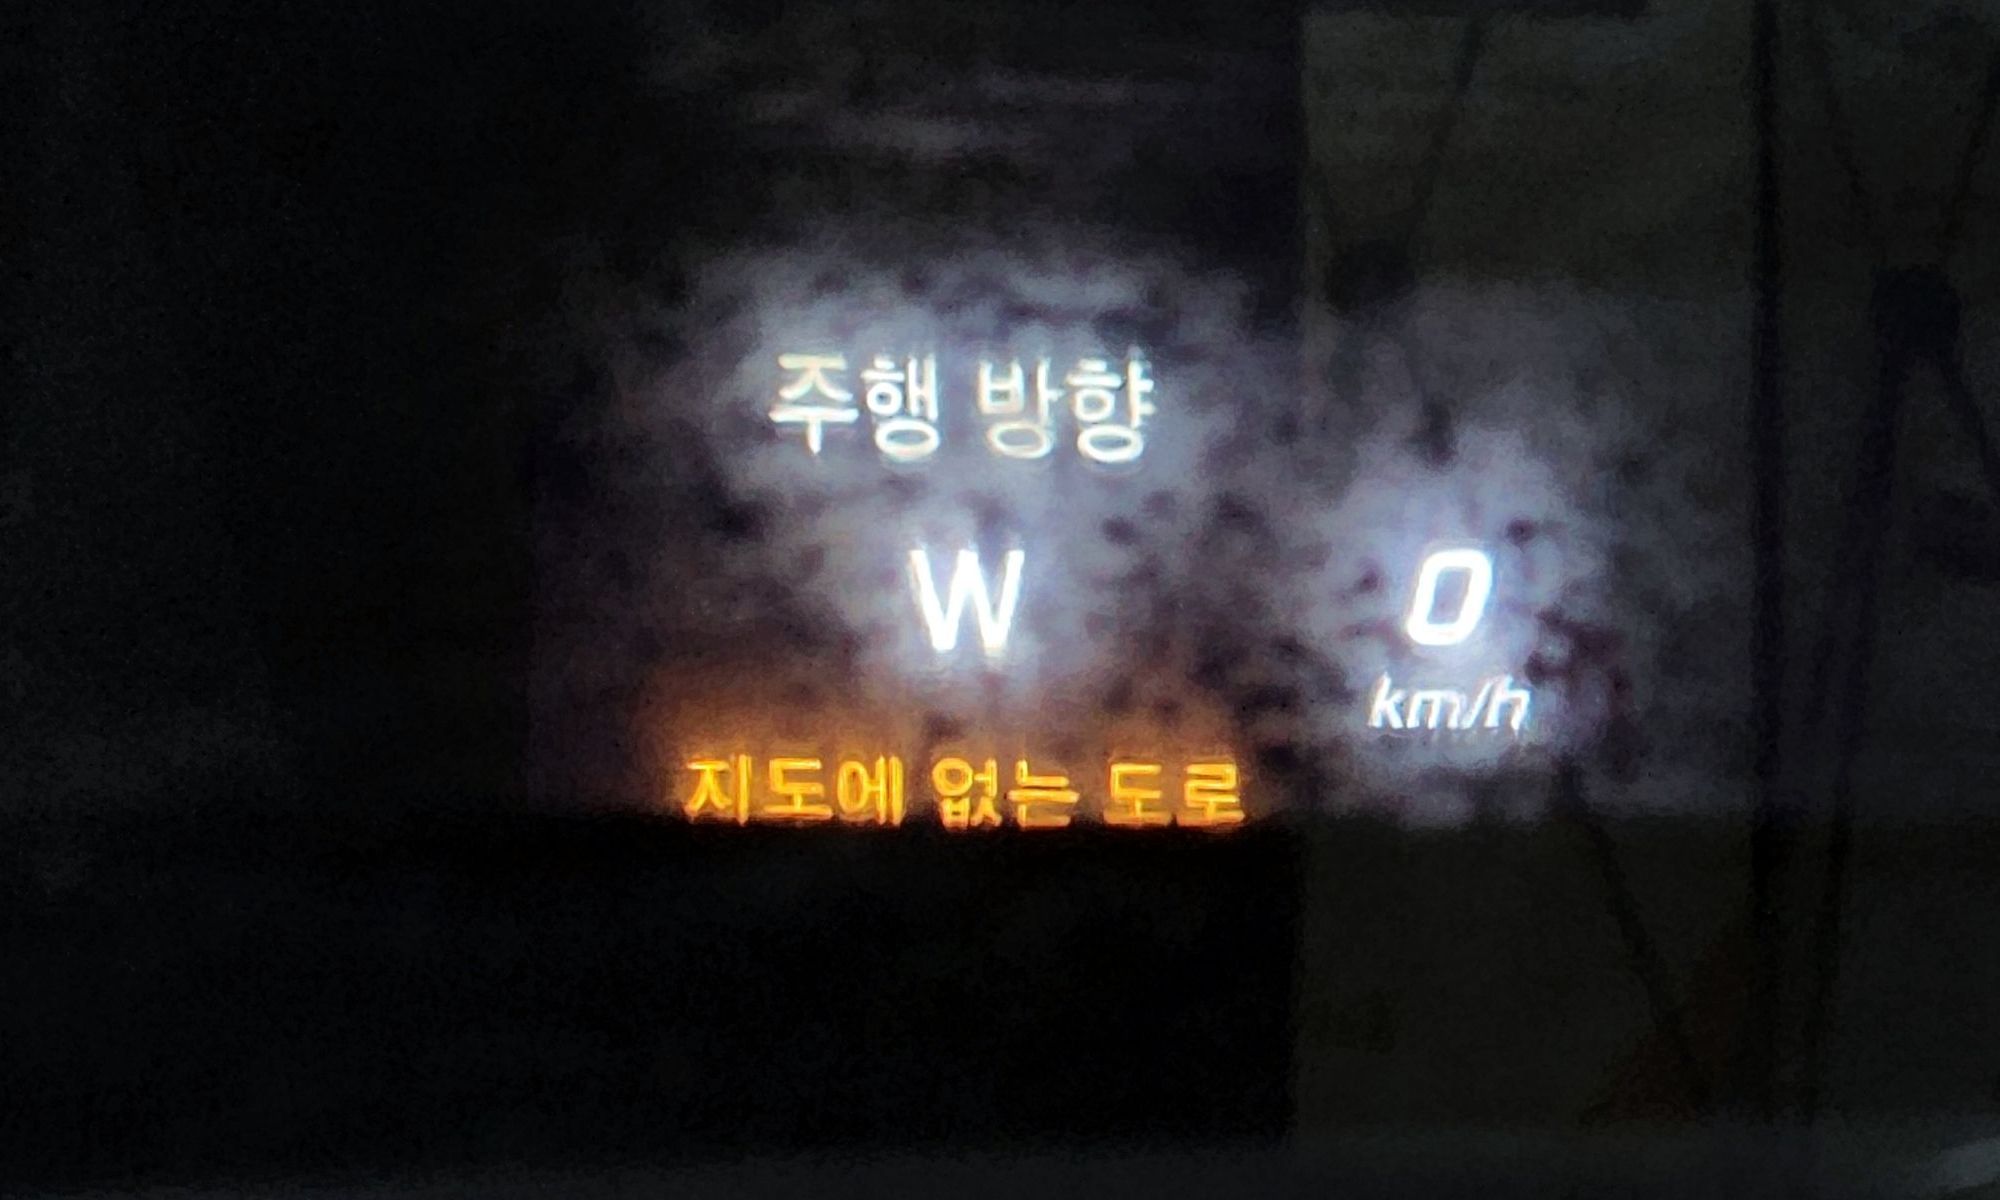 주행 방향
W
0
km/h
지도에 없는 도로